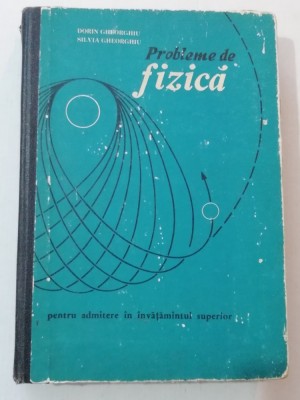 DORIN GHEORGHIU
SILVIA GHEORGHIU
Probleme de
fizică
pentru admitere în învățămîntul superior